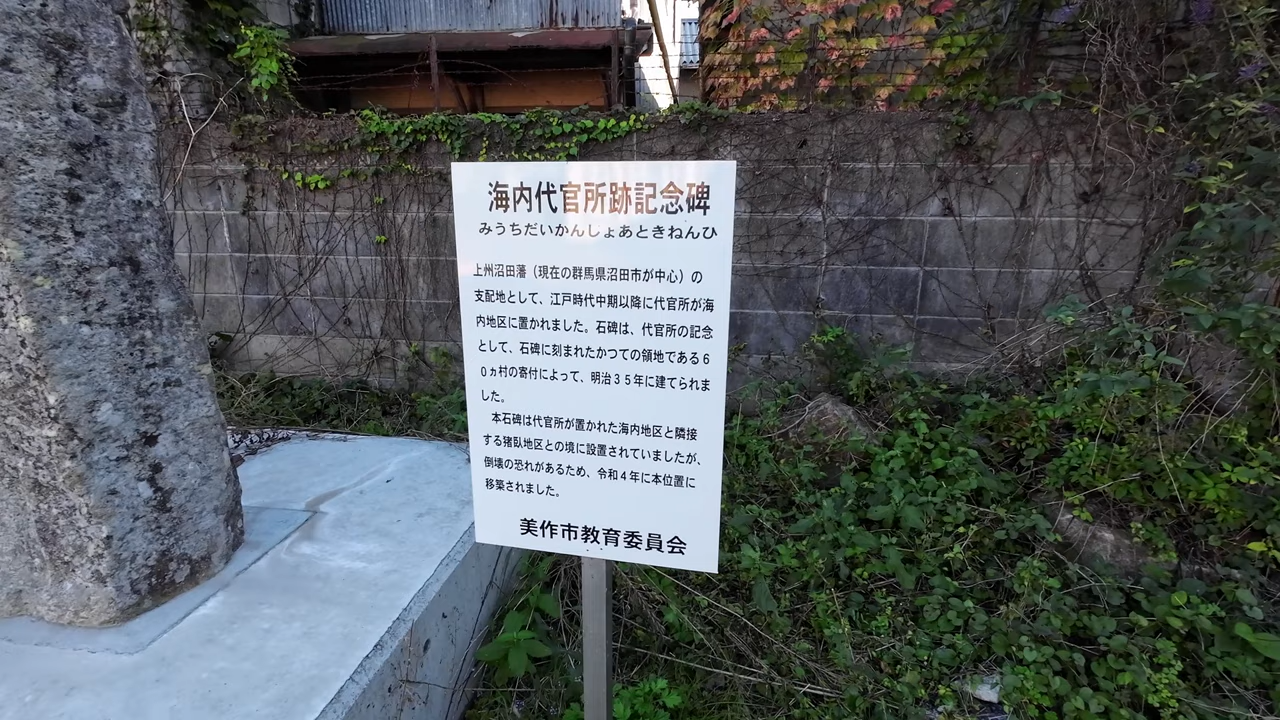 海内代官所跡記念碑
みうちだいかんしょあときねんひ
上州沼田藩（現在の群馬県沼田市が中心）の
支配地として、江戸時代中期以降に代官所が海
内地区に置かれました。石碑は、代官所の記念
として、石碑に刻まれたかつての領地である６
０ヵ村の寄付によって、明治３５年に建てられま
した。
本石碑は代官所が置かれた海内地区と隣接
する猪臥地区との境に設置されていましたが、
倒壊の恐れがあるため、令和４年に本位置に
移築されました。
美作市教育委員会